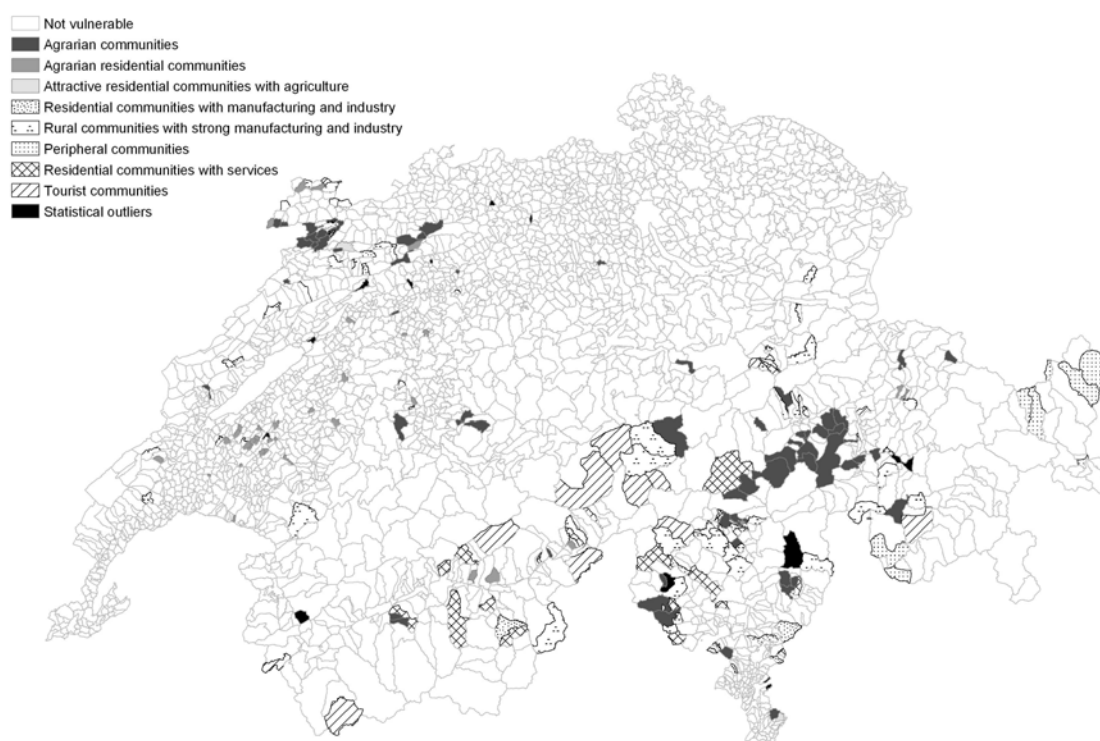 Not vulnerable
Agrarian communities
Agrarian residential communities
Attractive residential communities with agriculture
Residential communities with manufacturing and industry
Rural communities with strong manufacturing and industry
Peripheral communities
Residential communities with services
Tourist communities
Statistical outliers